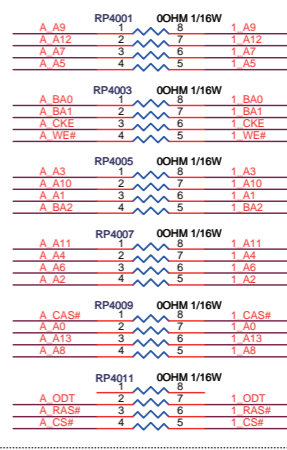 RP4001 0OHM 1/16W
A_A9 1 8 1_A9
A_A12 2 7 1_A12
A_A7 3 6 1_A7
A_A5 4 5 1_A5
RP4003 0OHM 1/16W
A_BA0 1 8 1_BA0
A_BA1 2 7 1_BA1
A_CKE 3 6 1_CKE
A_WE# 4 5 1_WE#
RP4005 0OHM 1/16W
A_A3 1 8 1_A3
A_A10 2 7 1_A10
A_A1 3 6 1_A1
A_BA2 4 5 1_BA2
RP4007 0OHM 1/16W
A_A11 1 8 1_A11
A_A4 2 7 1_A4
A_A6 3 6 1_A6
A_A2 4 5 1_A2
RP4009 0OHM 1/16W
A_CAS# 1 8 1_CAS#
A_A0 2 7 1_A0
A_A13 3 6 1_A13
A_A8 4 5 1_A8
RP4011 0OHM 1/16W
1 8
A_ODT 2 7 1_ODT
A_RAS# 3 6 1_RAS#
A_CS# 4 5 1_CS#